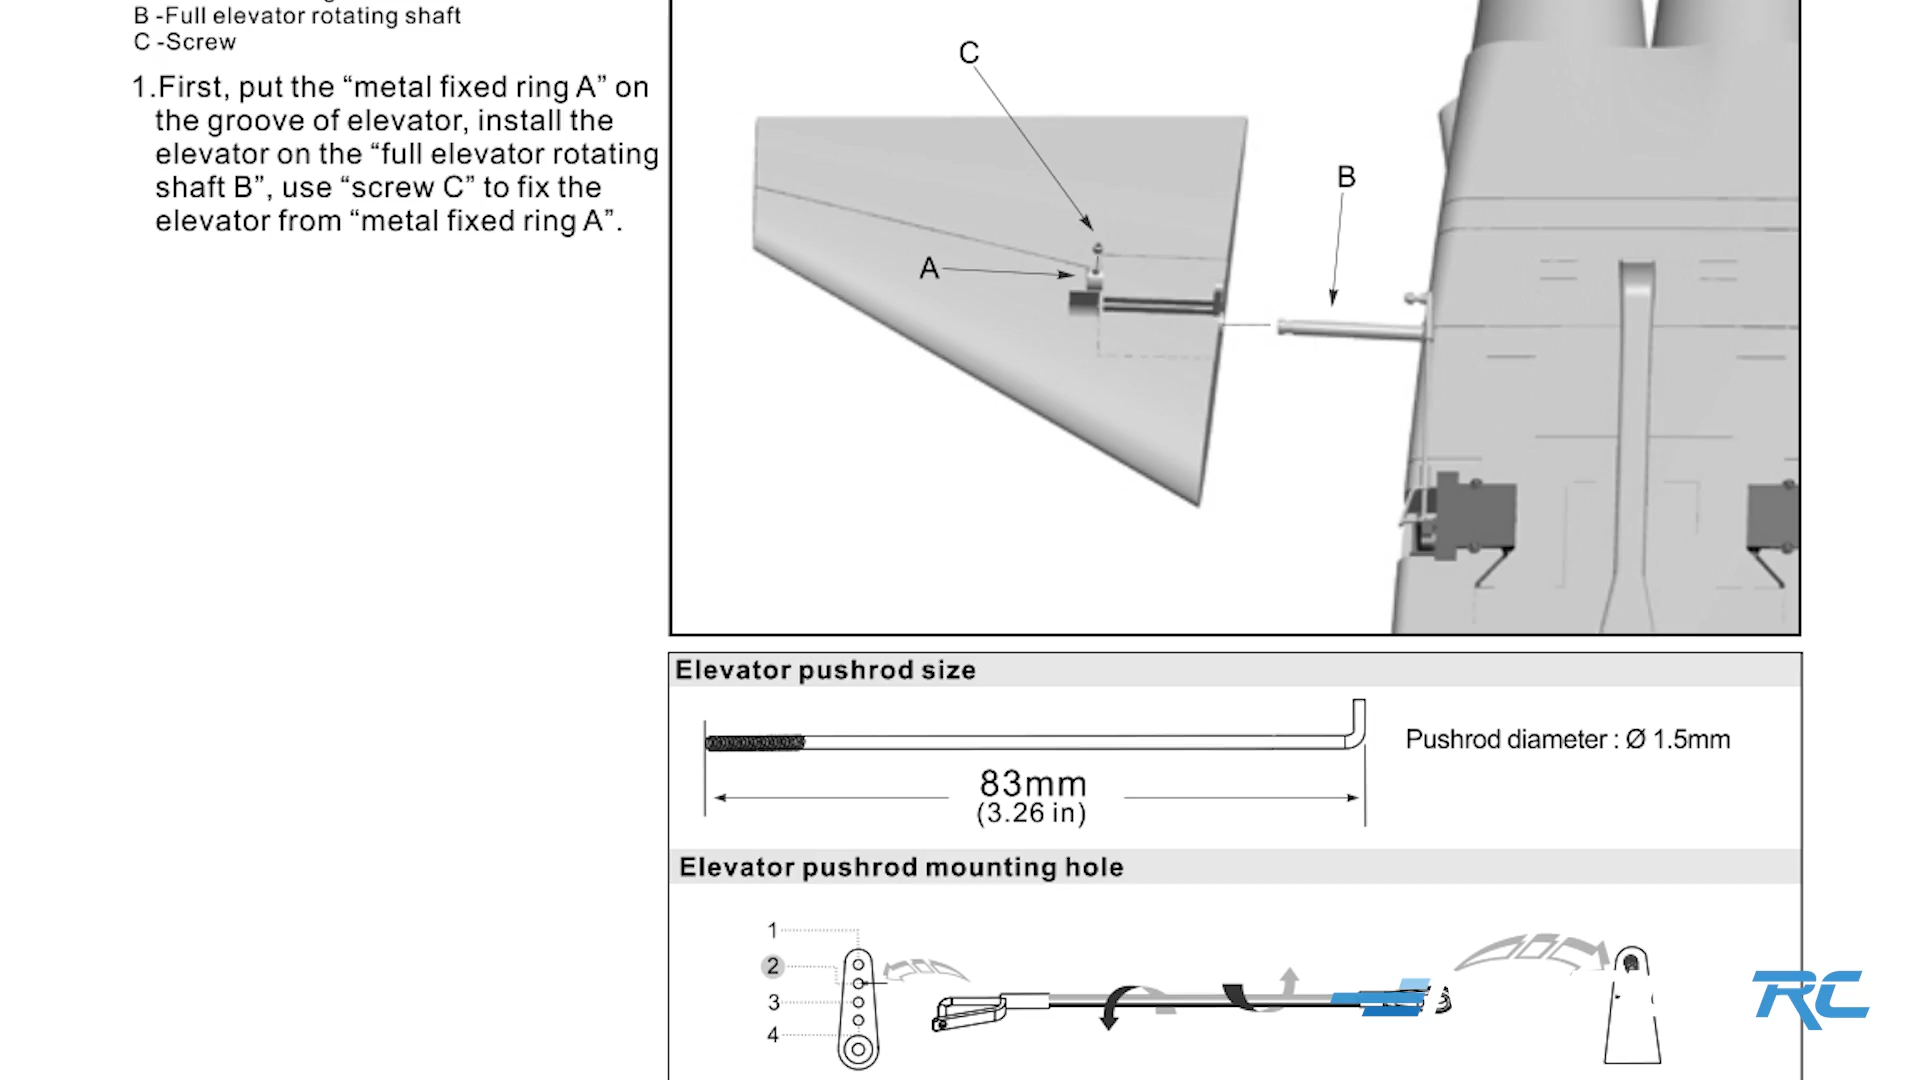 B -Full elevator rotating shaft
C -Screw
1.First, put the “metal fixed ring A” on
the groove of elevator, install the
elevator on the “full elevator rotating
shaft B”, use “screw C” to fix the
elevator from “metal fixed ring A”.
C
B
A
Elevator pushrod size
Pushrod diameter : Ø 1.5mm
83mm
(3.26 in)
Elevator pushrod mounting hole
1
2
3
4
RC